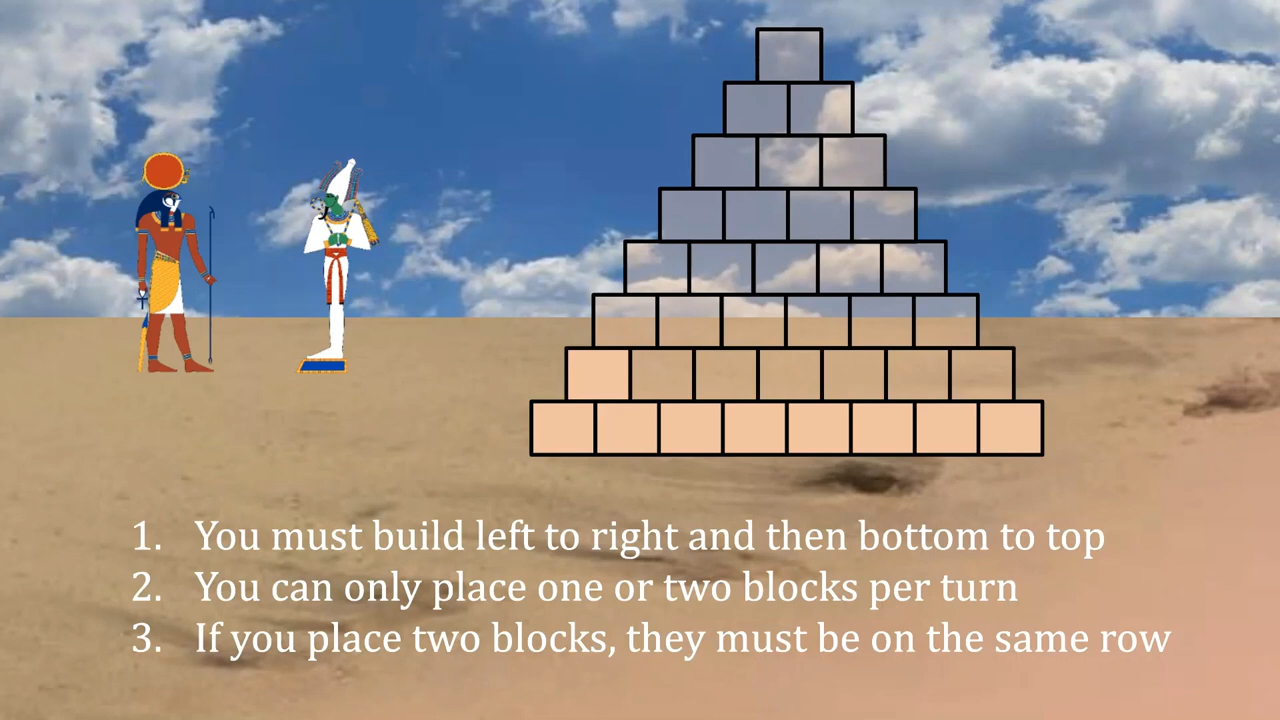 1. You must build left to right and then bottom to top
2. You can only place one or two blocks per turn
3. If you place two blocks, they must be on the same row